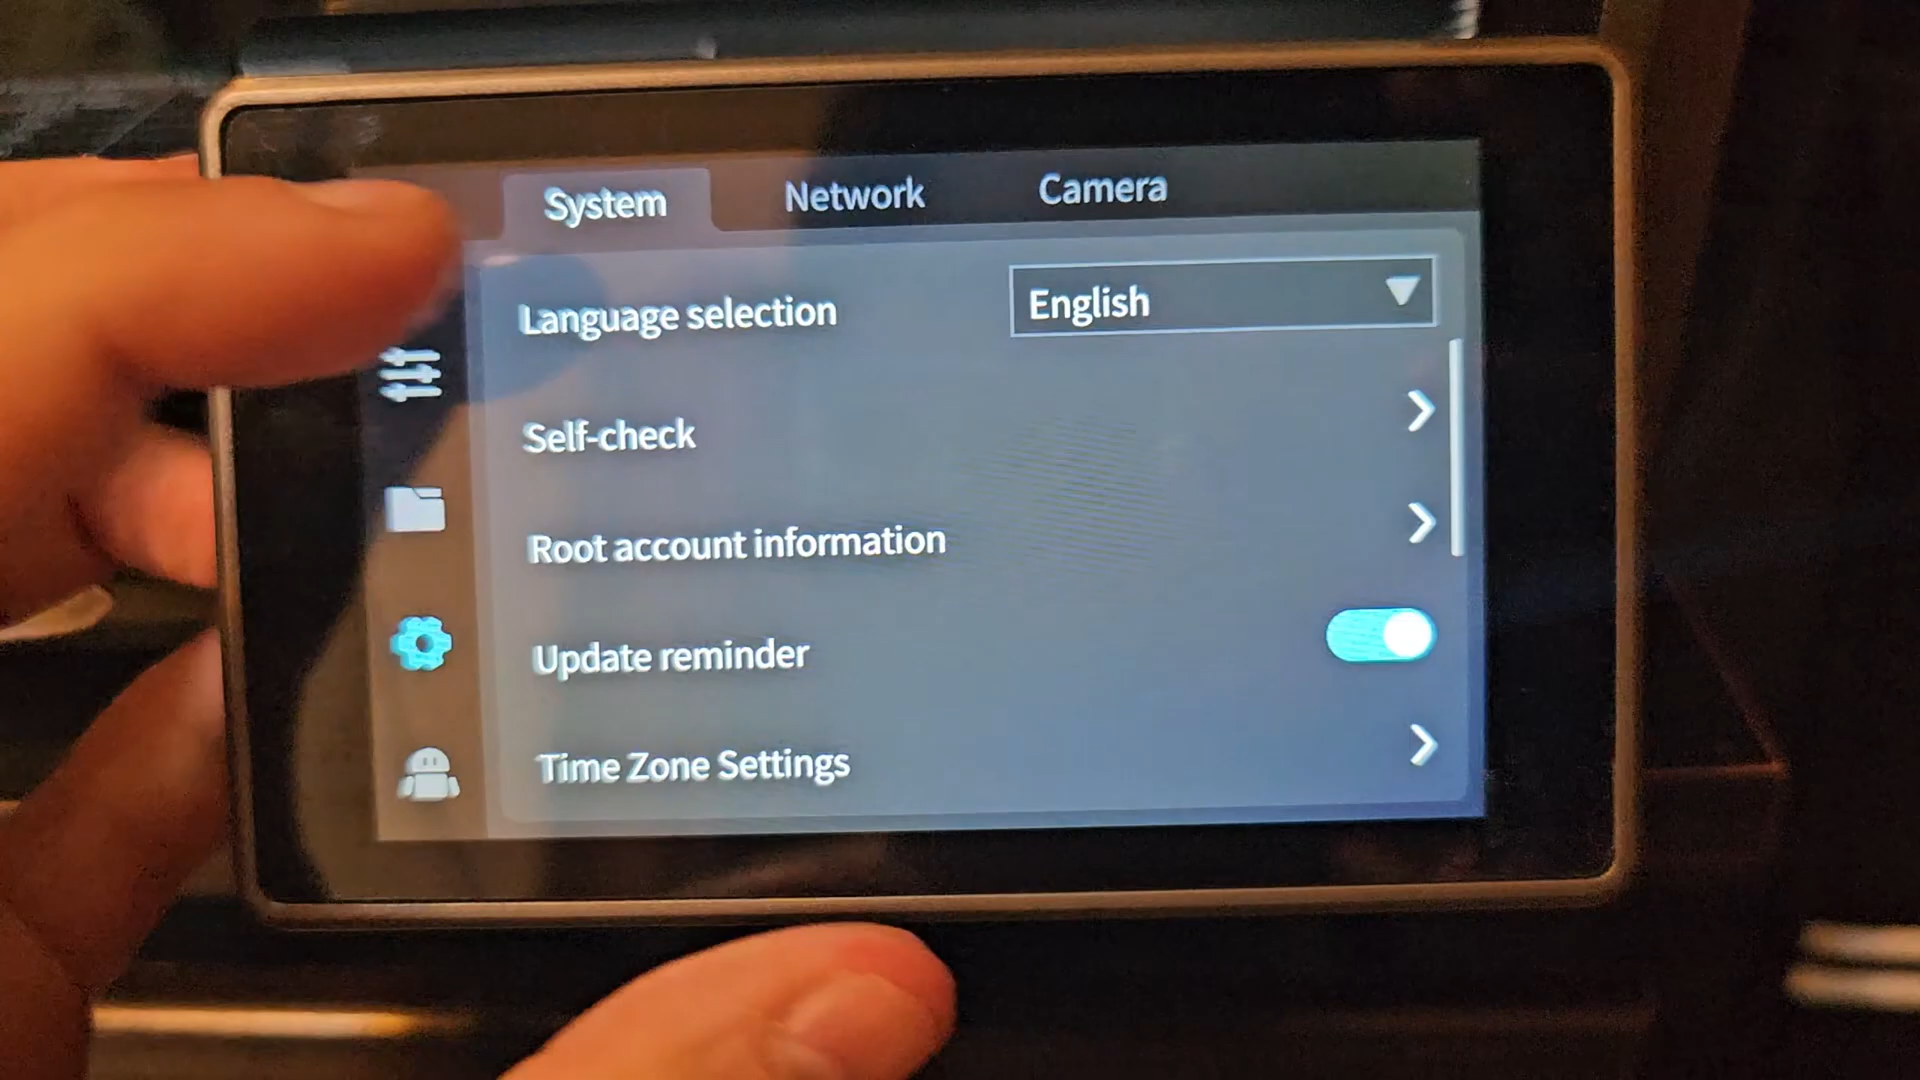 System Network Camera
Language selection English
Self-check
Root account information
Update reminder
Time Zone Settings